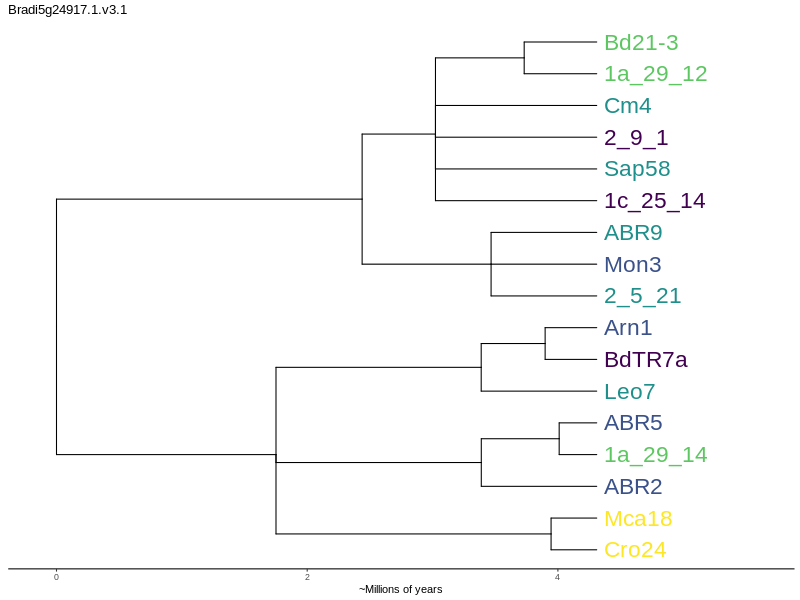 Bradi5g24917.1.v3.1
Bd21-3
1a_29_12
Cm4
2_9_1
Sap58
1c_25_14
ABR9
Mon3
2_5_21
Arn1
BdTR7a
Leo7
ABR5
1a_29_14
ABR2
Mca18
Cro24
0 2 4
~Millions of years